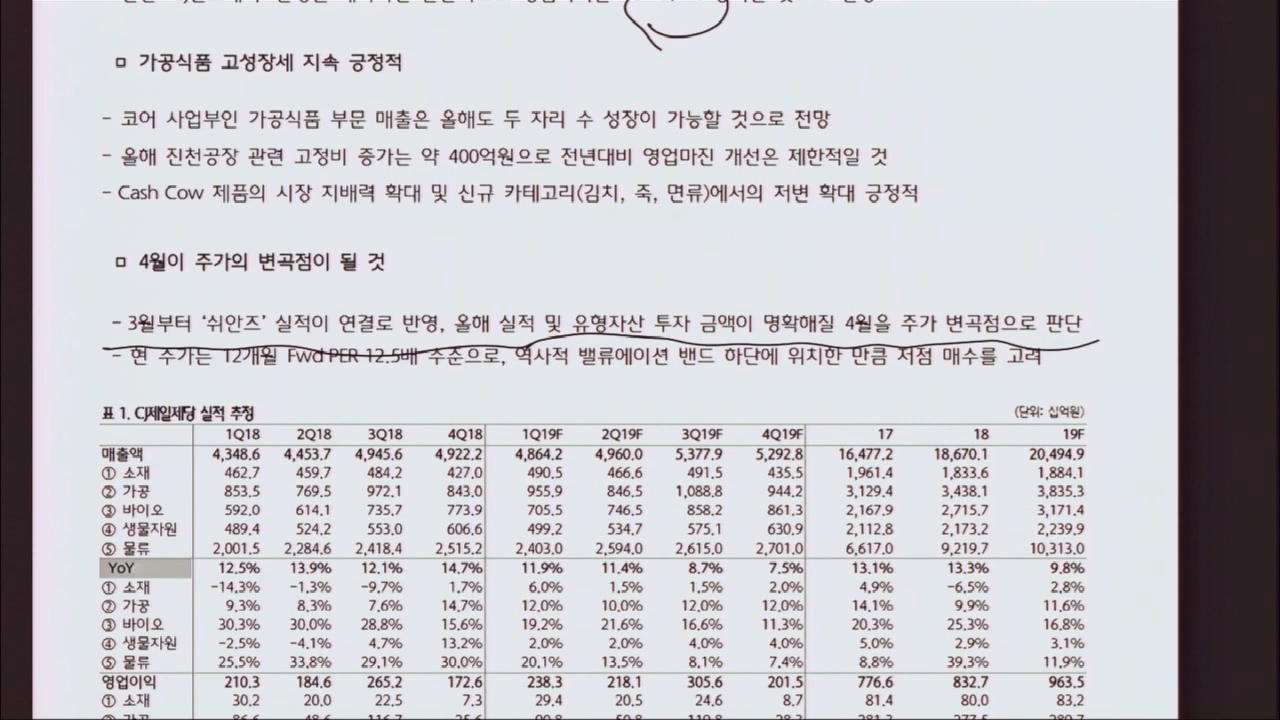 □ 가공식품 고성장세 지속 긍정적
- 코어 사업부인 가공식품 부문 매출은 올해도 두 자리 수 성장이 가능할 것으로 전망
- 올해 진천공장 관련 고정비 증가는 약 400억원으로 전년대비 영업마진 개선은 제한적일 것
- Cash Cow 제품의 시장 지배력 확대 및 신규 카테고리(김치, 죽, 면류)에서의 저변 확대 긍정적
□ 4월이 주가의 변곡점이 될 것
- 3월부터 ‘쉬안즈’ 실적이 연결로 반영, 올해 실적 및 유형자산 투자 금액이 명확해질 4월을 주가 변곡점으로 판단
- 현 주가는 12개월 Fwd PER 12.5배 수준으로, 역사적 밸류에이션 밴드 하단에 위치한 만큼 저점 매수를 고려
표 1. CJ제일제당 실적 추정 (단위: 십억원)
1Q18 2Q18 3Q18 4Q18 1Q19F 2Q19F 3Q19F 4Q19F 17 18 19F
매출액 4,348.6 4,453.7 4,945.6 4,922.2 4,864.2 4,960.0 5,377.9 5,292.8 16,477.2 18,670.1 20,494.9
① 소재 462.7 459.7 484.2 427.0 490.5 466.6 491.5 435.5 1,961.4 1,833.6 1,884.1
② 가공 853.5 769.5 972.1 843.0 955.9 846.5 1,088.8 944.2 3,129.4 3,438.1 3,835.3
③ 바이오 592.0 614.1 735.7 773.9 705.5 746.5 858.2 861.3 2,167.9 2,715.7 3,171.4
④ 생물자원 489.4 524.2 553.0 606.6 499.2 534.7 575.1 630.9 2,112.8 2,173.2 2,239.9
⑤ 물류 2,001.5 2,284.6 2,418.4 2,515.2 2,403.0 2,594.0 2,615.0 2,701.0 6,617.0 9,219.7 10,313.0
YoY 12.5% 13.9% 12.1% 14.7% 11.9% 11.4% 8.7% 7.5% 13.1% 13.3% 9.8%
① 소재 -14.3% -1.3% -9.7% 1.7% 6.0% 1.5% 1.5% 2.0% 4.9% -6.5% 2.8%
② 가공 9.3% 8.3% 7.6% 14.7% 12.0% 10.0% 12.0% 12.0% 14.1% 9.9% 11.6%
③ 바이오 30.3% 30.0% 28.8% 15.6% 19.2% 21.6% 16.6% 11.3% 20.3% 25.3% 16.8%
④ 생물자원 -2.5% -4.1% 4.7% 13.2% 2.0% 2.0% 4.0% 4.0% 5.0% 2.9% 3.1%
⑤ 물류 25.5% 33.8% 29.1% 30.0% 20.1% 13.5% 8.1% 7.4% 8.8% 39.3% 11.9%
영업이익 210.3 184.6 265.2 172.6 238.3 218.1 305.6 201.5 776.6 832.7 963.5
① 소재 30.2 20.0 22.5 7.3 29.4 20.5 24.6 8.7 81.4 80.0 83.2